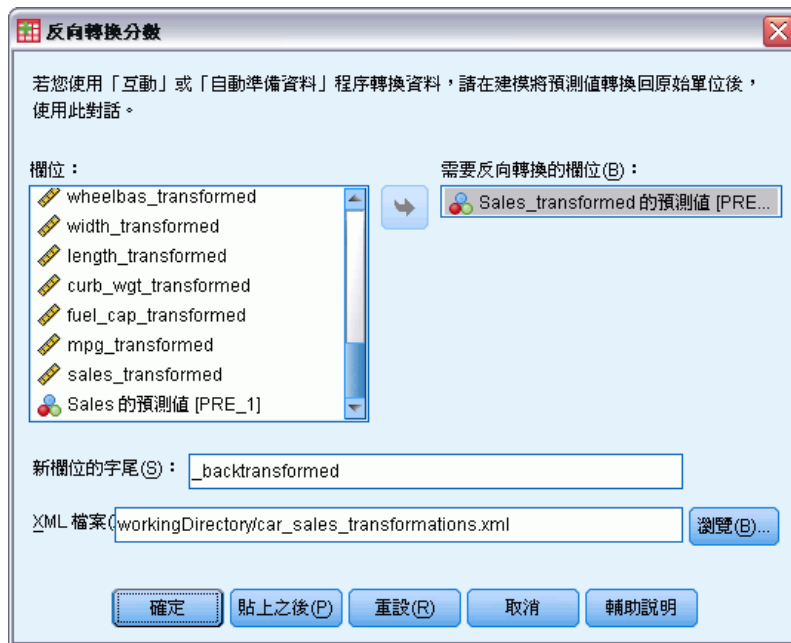 反向轉換分數
若您使用「互動」或「自動準備資料」程序轉換資料，請在建模將預測值轉換回原始單位後，
使用此對話。
欄位：
wheelbas_transformed
width_transformed
length_transformed
curb_wgt_transformed
fuel_cap_transformed
mpg_transformed
sales_transformed
Sales 的預測值 [PRE_1]
需要反向轉換的欄位(B)：
Sales_transformed 的預測值 [PRE...
新欄位的字尾(S)： _backtransformed
XML 檔案( workingDirectory/car_sales_transformations.xml 瀏覽(B)...
確定 貼上之後(P) 重設(R) 取消 輔助說明